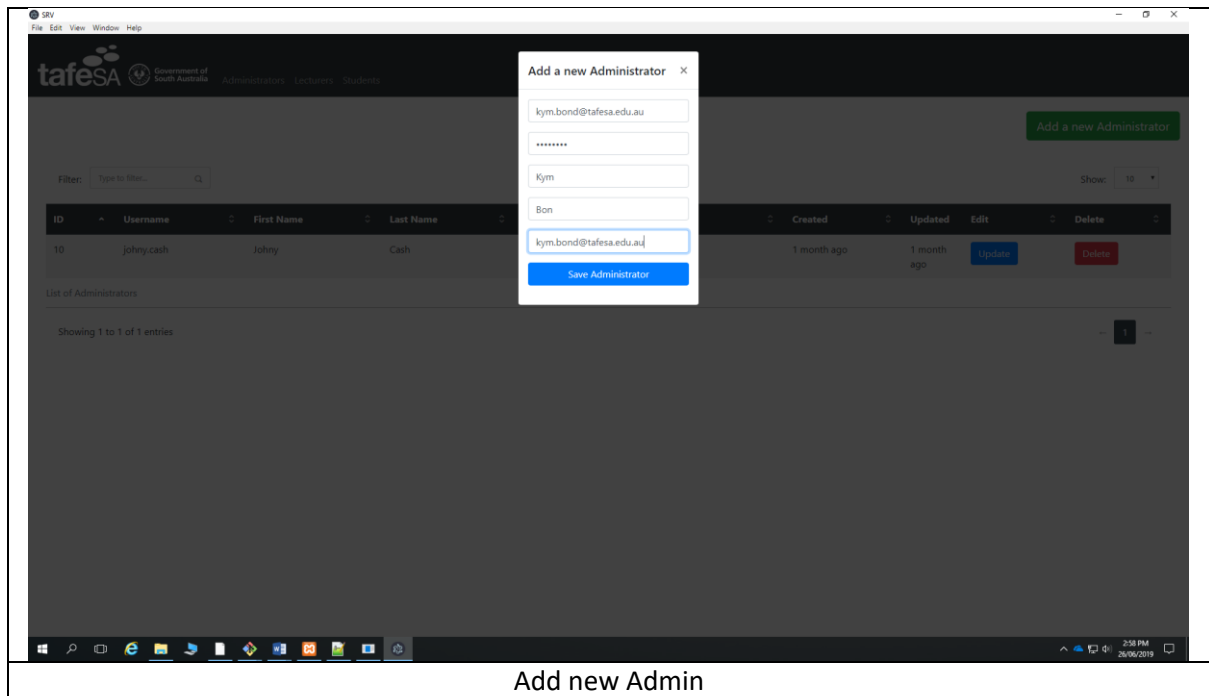 SRV
File Edit View Window Help
tafeSA Government of South Australia Administrators Lecturers Students
Add a new Administrator ×
kym.bond@tafesa.edu.au
Add a new Administrator
••••••••
Filter: Type to filter... Kym Show: 10
Bon
ID Username First Name Last Name Created Updated Edit Delete
kym.bond@tafesa.edu.au
10 johny.cash Johny Cash 1 month ago 1 month ago Update Delete
Save Administrator
List of Administrators
Showing 1 to 1 of 1 entries ← 1 →
2:58 PM
26/06/2019
Add new Admin